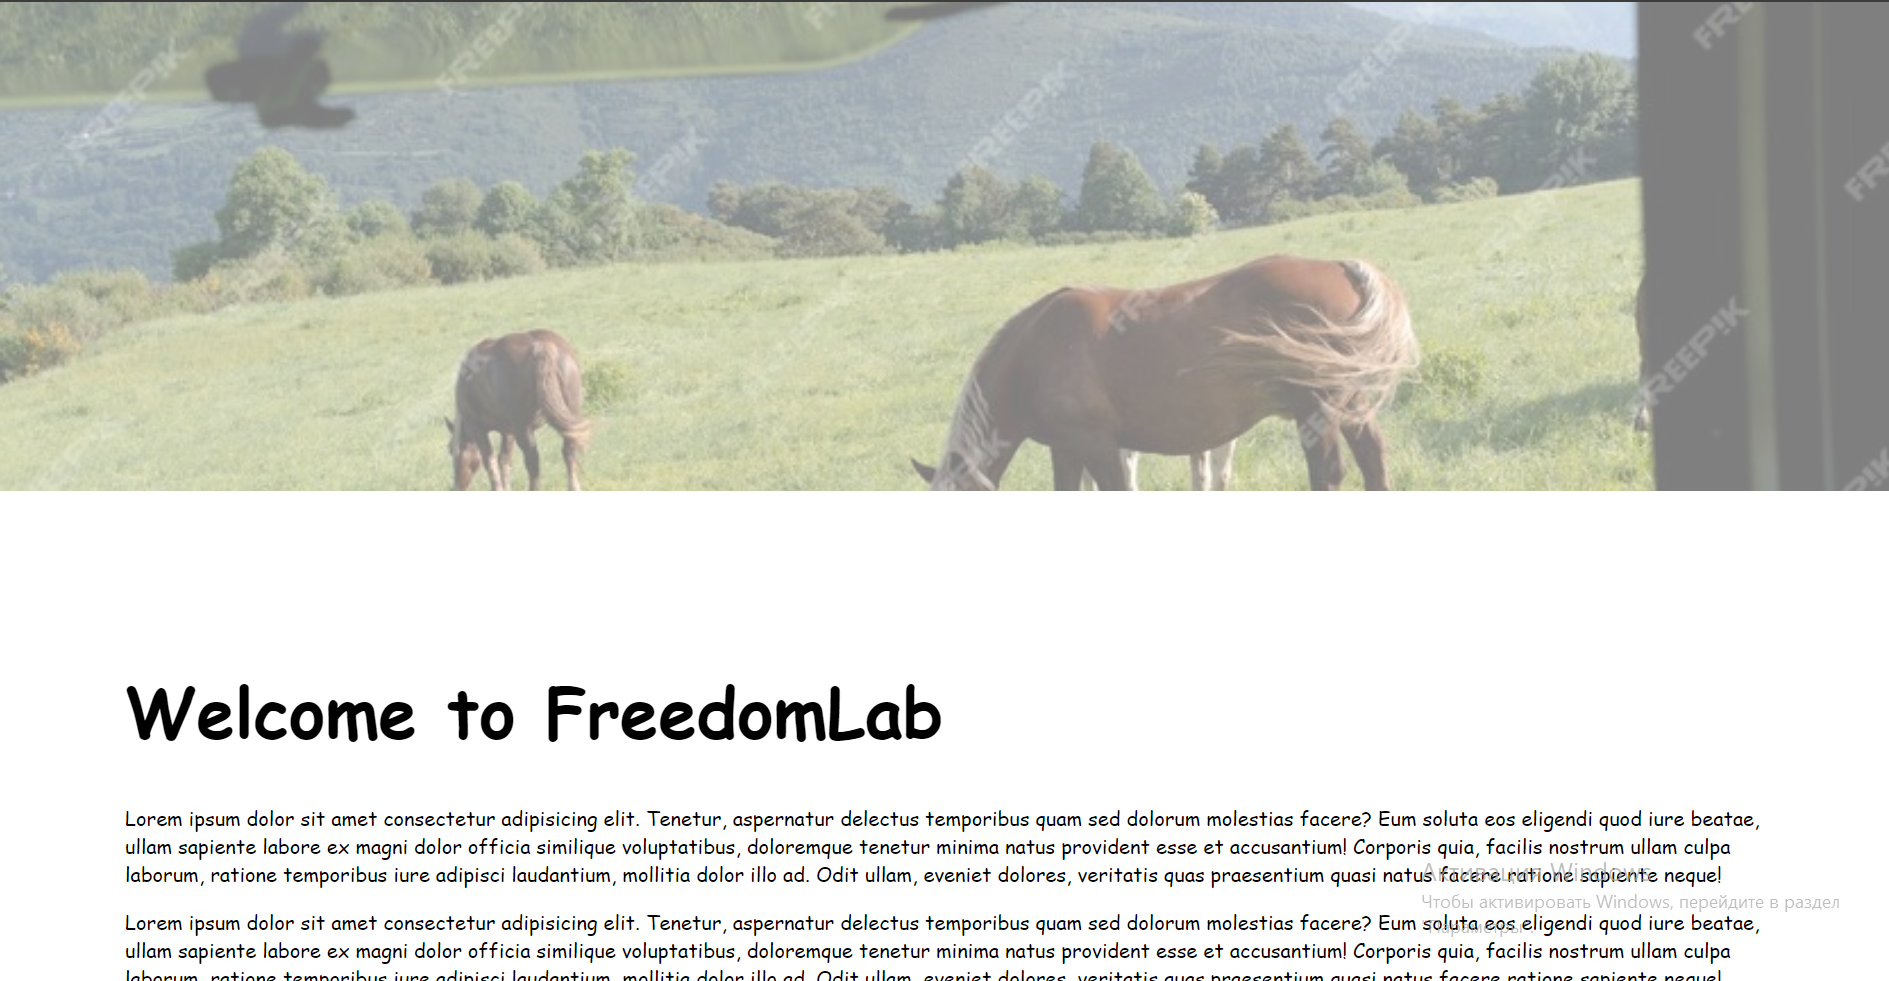 FREEPIK
Welcome to FreedomLab
Lorem ipsum dolor sit amet consectetur adipisicing elit. Tenetur, aspernatur delectus temporibus quam sed dolorum molestias facere? Eum soluta eos eligendi quod iure beatae,
ullam sapiente labore ex magni dolor officia similique voluptatibus, doloremque tenetur minima natus provident esse et accusantium! Corporis quia, facilis nostrum ullam culpa
laborum, ratione temporibus iure adipisci laudantium, mollitia dolor illo ad. Odit ullam, eveniet dolores, veritatis quas praesentium quasi natus facere ratione sapiente neque!
Активация Windows
Чтобы активировать Windows, перейдите в раздел
"Параметры".
Lorem ipsum dolor sit amet consectetur adipisicing elit. Tenetur, aspernatur delectus temporibus quam sed dolorum molestias facere? Eum soluta eos eligendi quod iure beatae,
ullam sapiente labore ex magni dolor officia similique voluptatibus, doloremque tenetur minima natus provident esse et accusantium! Corporis quia, facilis nostrum ullam culpa
laborum, ratione temporibus iure adipisci laudantium, mollitia dolor illo ad. Odit ullam, eveniet dolores, veritatis quas praesentium quasi natus facere ratione sapiente neque!